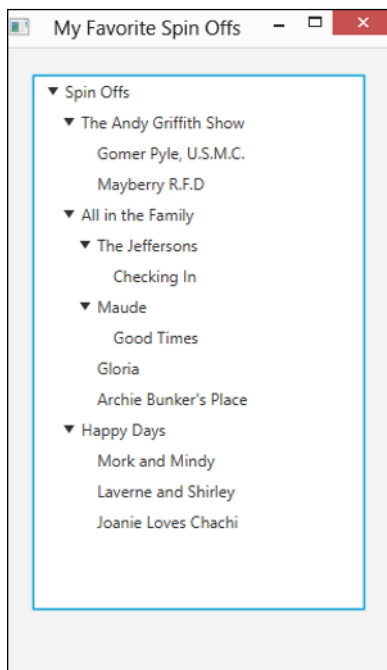 My Favorite Spin Offs
Spin Offs
The Andy Griffith Show
Gomer Pyle, U.S.M.C.
Mayberry R.F.D
All in the Family
The Jeffersons
Checking In
Maude
Good Times
Gloria
Archie Bunker's Place
Happy Days
Mork and Mindy
Laverne and Shirley
Joanie Loves Chachi